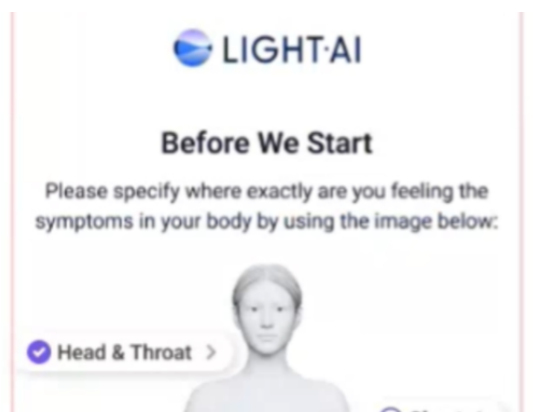 LIGHT·AI
Before We Start
Please specify where exactly are you feeling the
symptoms in your body by using the image below:
Head & Throat